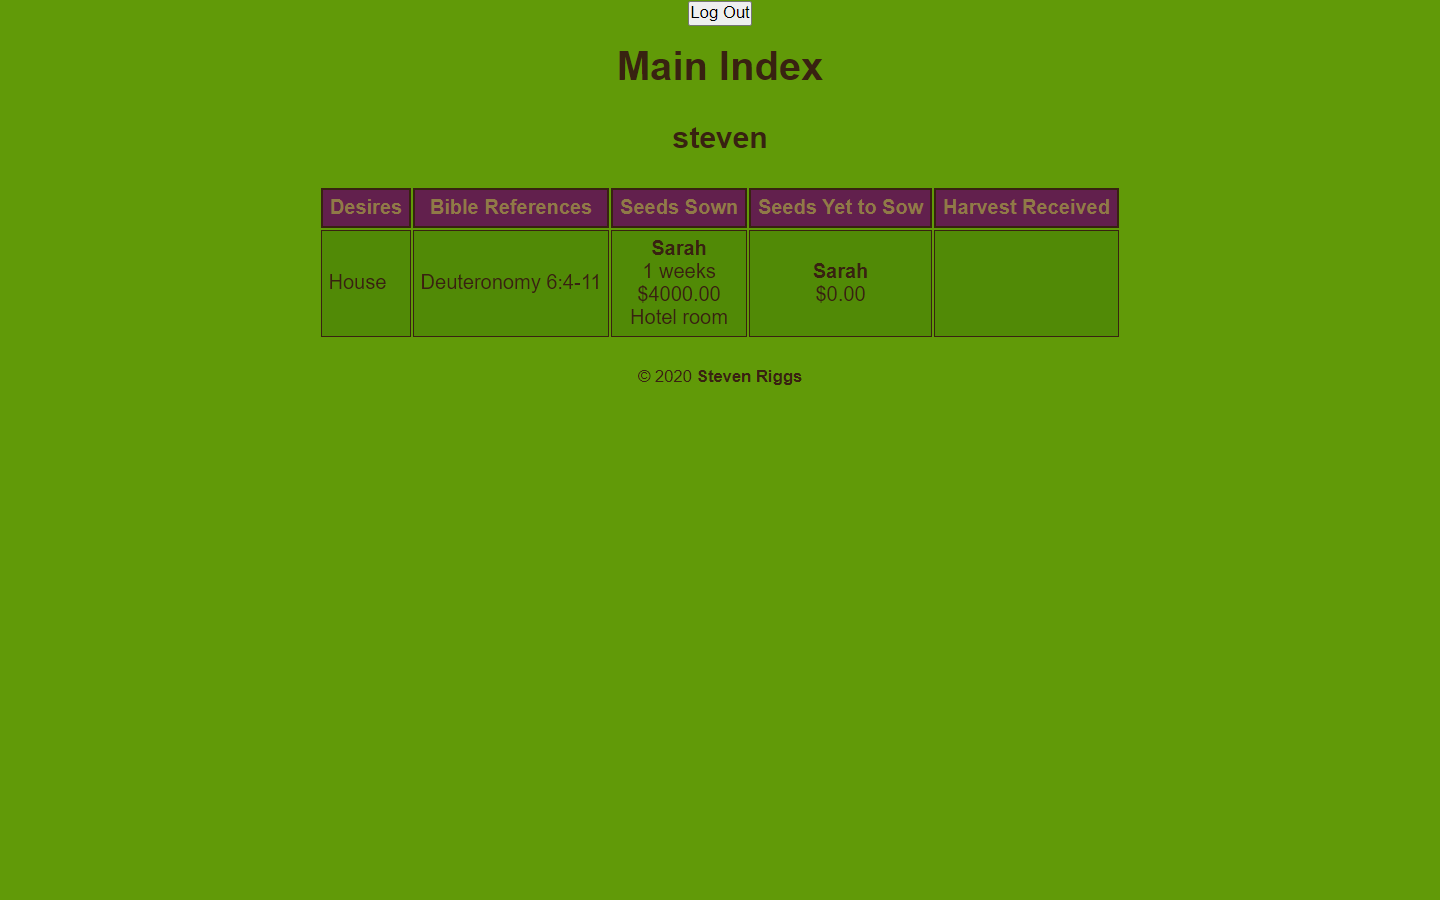 Log Out
Main Index
steven
Desires Bible References Seeds Sown Seeds Yet to Sow Harvest Received
House
Deuteronomy 6:4-11
Sarah
1 weeks
$4000.00
Hotel room
Sarah
$0.00
© 2020 Steven Riggs